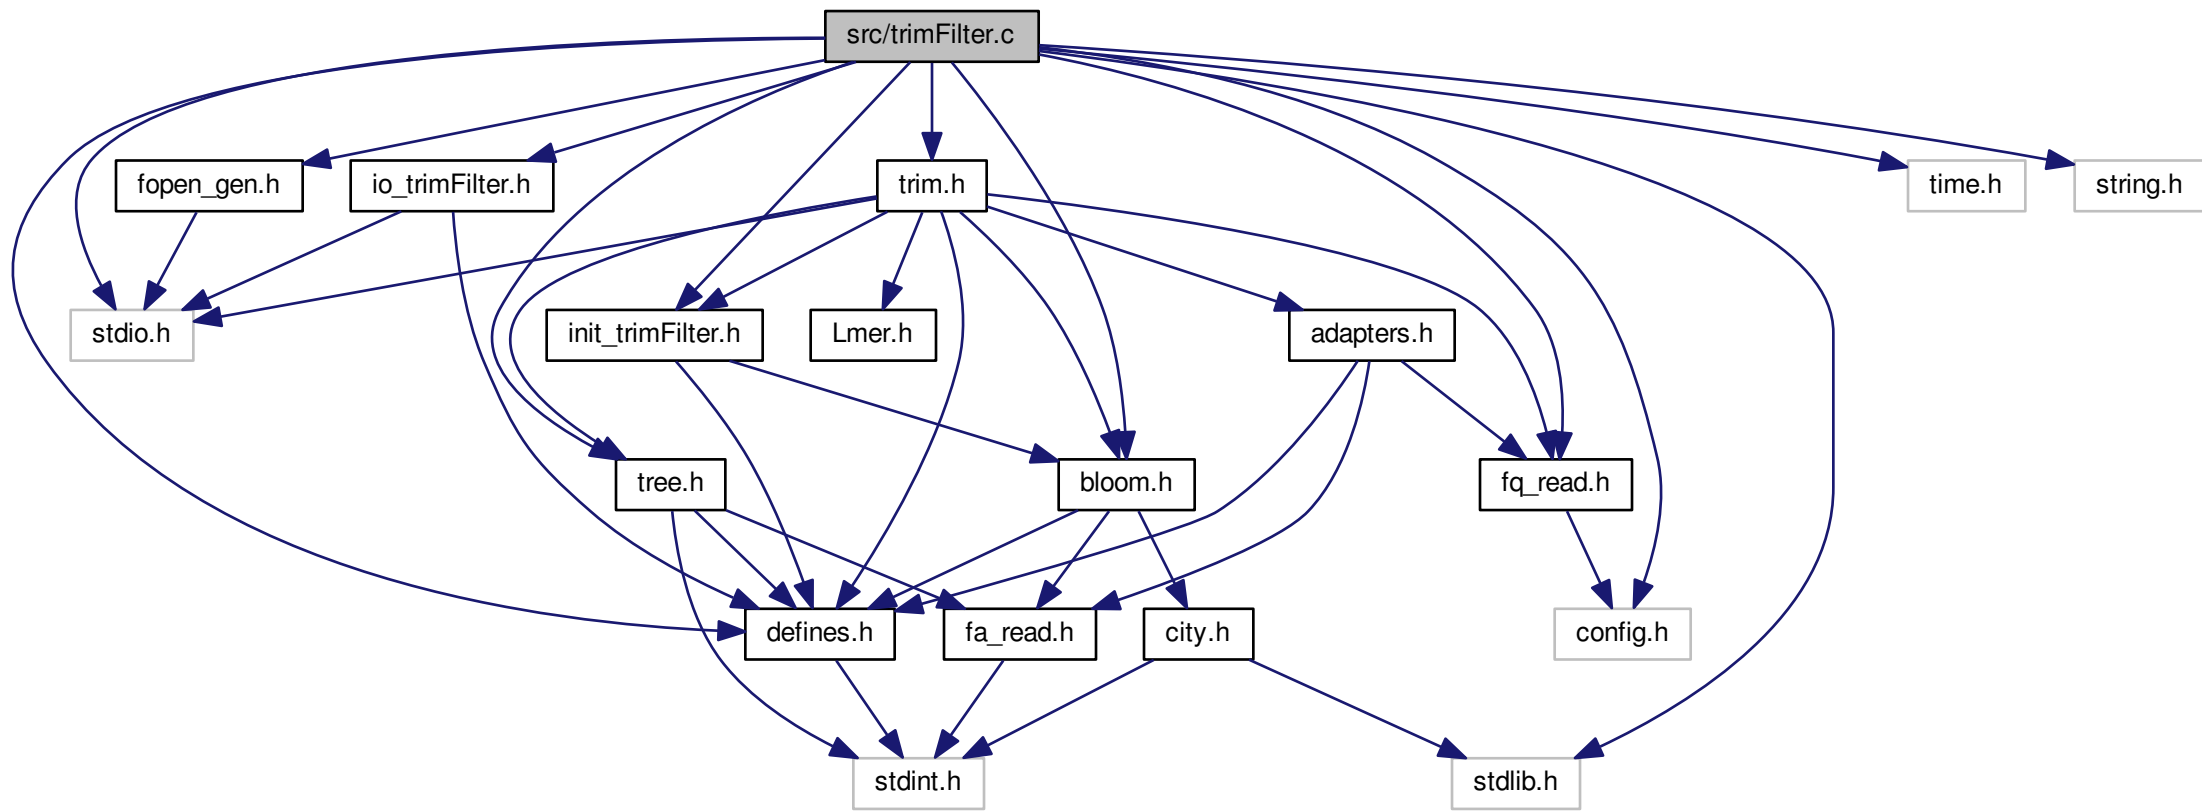 src/trimFilter.c
fopen_gen.h
io_trimFilter.h
trim.h
time.h
string.h
stdio.h
init_trimFilter.h
Lmer.h
adapters.h
tree.h
bloom.h
fq_read.h
defines.h
fa_read.h
city.h
config.h
stdint.h
stdlib.h